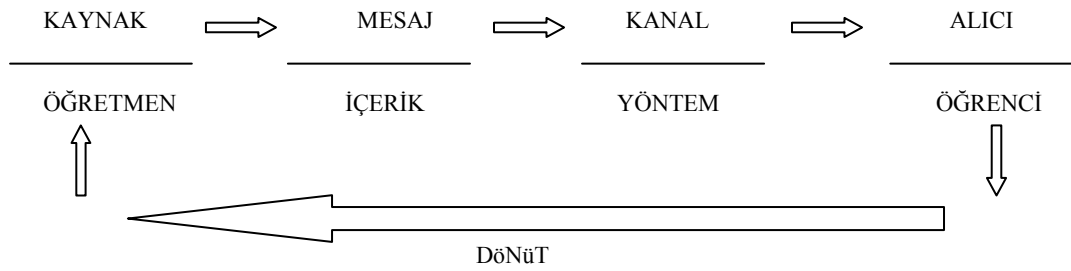 KAYNAK MESAJ KANAL ALICI
ÖĞRETMEN İÇERİK YÖNTEM ÖĞRENCİ
DöNüT